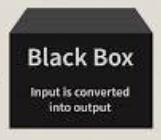 Black Box
Input is converted
into output